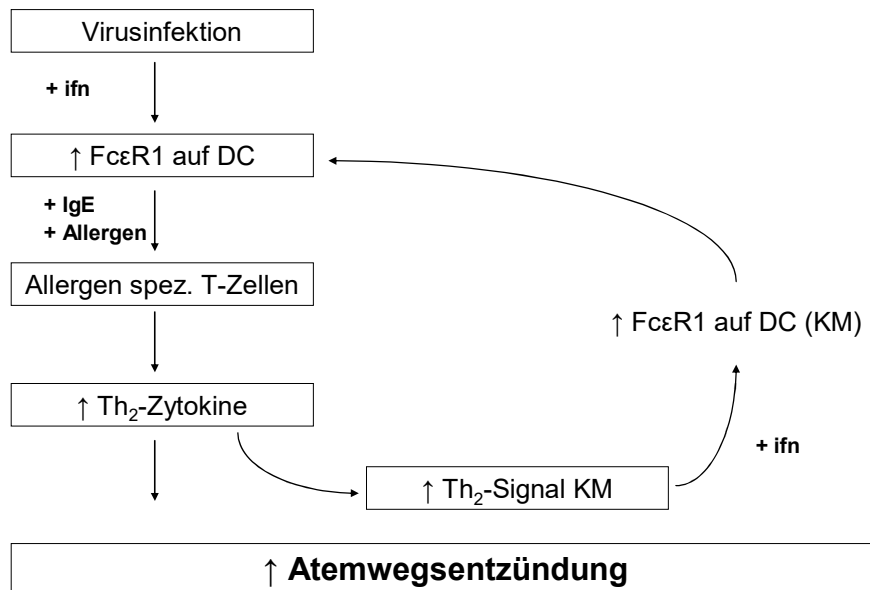 Virusinfektion
+ ifn
↑ FcεR1 auf DC
+ IgE
+ Allergen
Allergen spez. T-Zellen
↑ FcεR1 auf DC (KM)
↑ Th₂-Zytokine
+ ifn
↑ Th₂-Signal KM
↑ Atemwegsentzündung